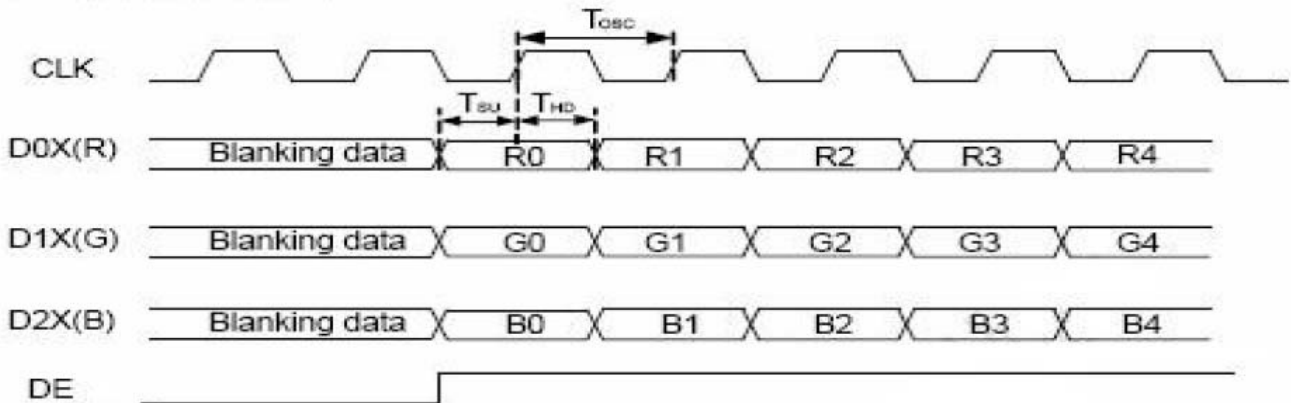 Tosc
CLK
TSU THD
D0X(R) Blanking data R0 R1 R2 R3 R4
D1X(G) Blanking data G0 G1 G2 G3 G4
D2X(B) Blanking data B0 B1 B2 B3 B4
DE